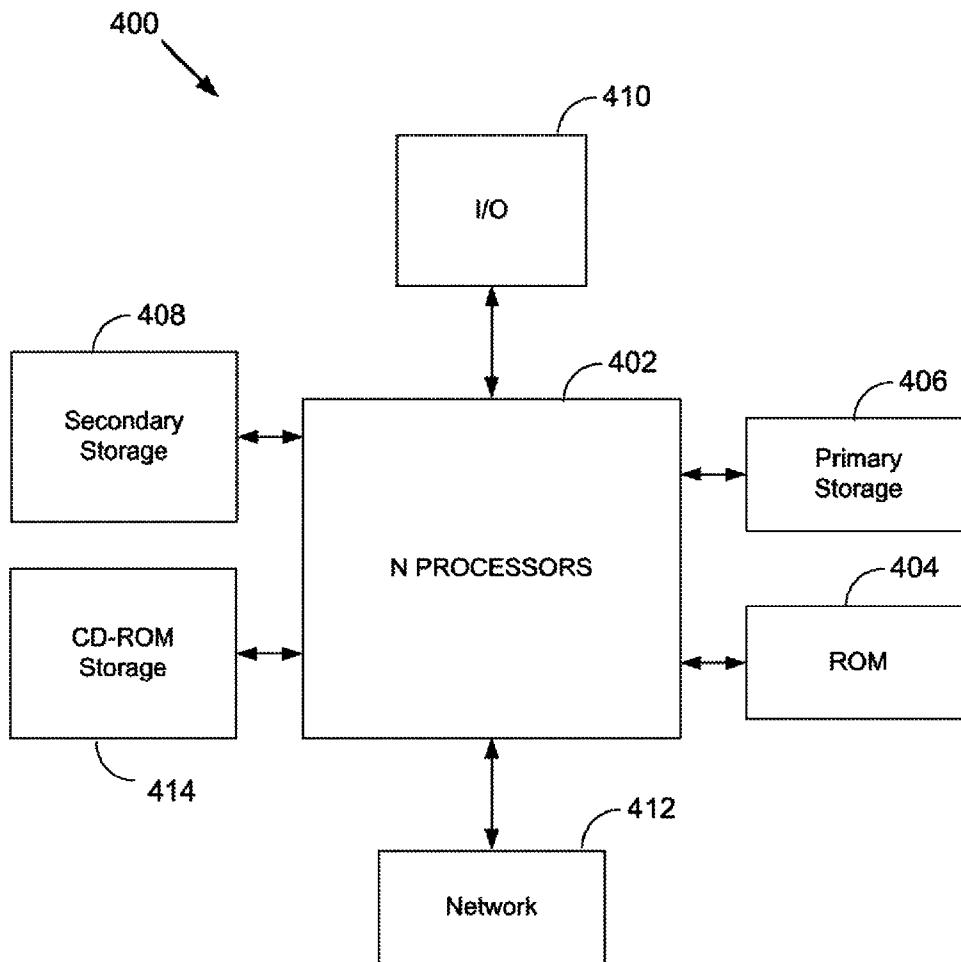 400
410
I/O
408
402
406
Secondary
Storage
Primary
Storage
N PROCESSORS
404
CD-ROM
Storage
ROM
414
412
Network